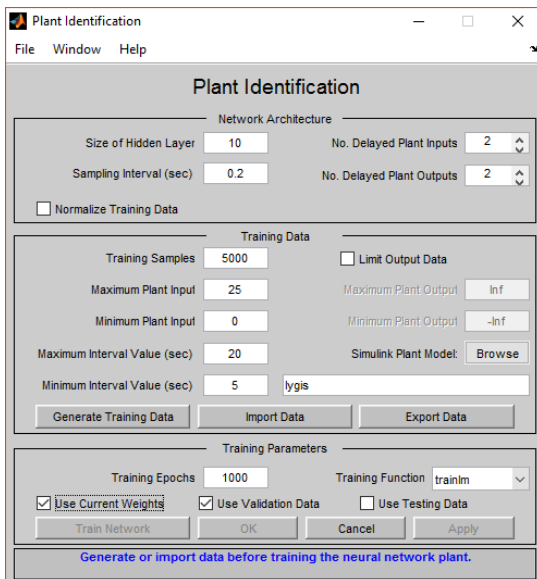 Plant Identification
File Window Help
Plant Identification
Network Architecture
Size of Hidden Layer 10 No. Delayed Plant Inputs 2
Sampling Interval (sec) 0.2 No. Delayed Plant Outputs 2
Normalize Training Data
Training Data
Training Samples 5000 Limit Output Data
Maximum Plant Input 25 Maximum Plant Output Inf
Minimum Plant Input 0 Minimum Plant Output -Inf
Maximum Interval Value (sec) 20 Simulink Plant Model: Browse
Minimum Interval Value (sec) 5 lygis
Generate Training Data Import Data Export Data
Training Parameters
Training Epochs 1000 Training Function trainlm
Use Current Weights Use Validation Data Use Testing Data
Train Network OK Cancel Apply
Generate or import data before training the neural network plant.